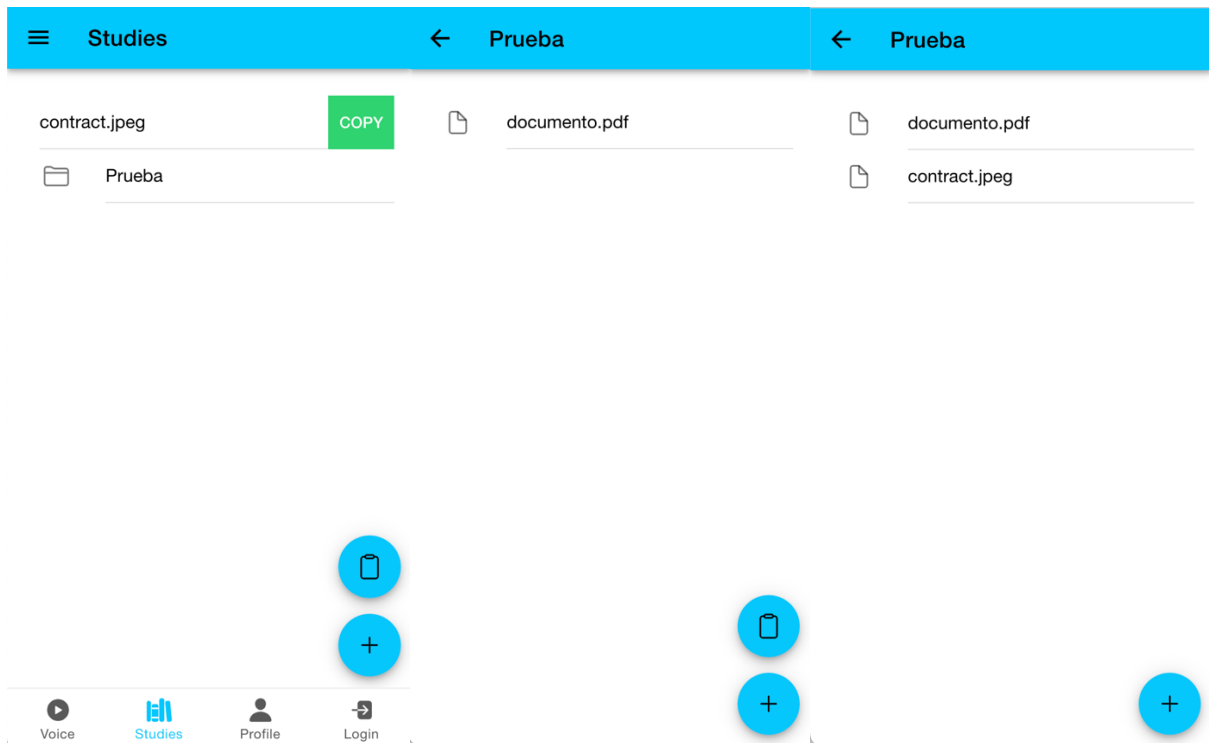 Studies
contract.jpeg
COPY
Prueba
Voice
Studies
Profile
Login
Prueba
documento.pdf
Prueba
documento.pdf
contract.jpeg